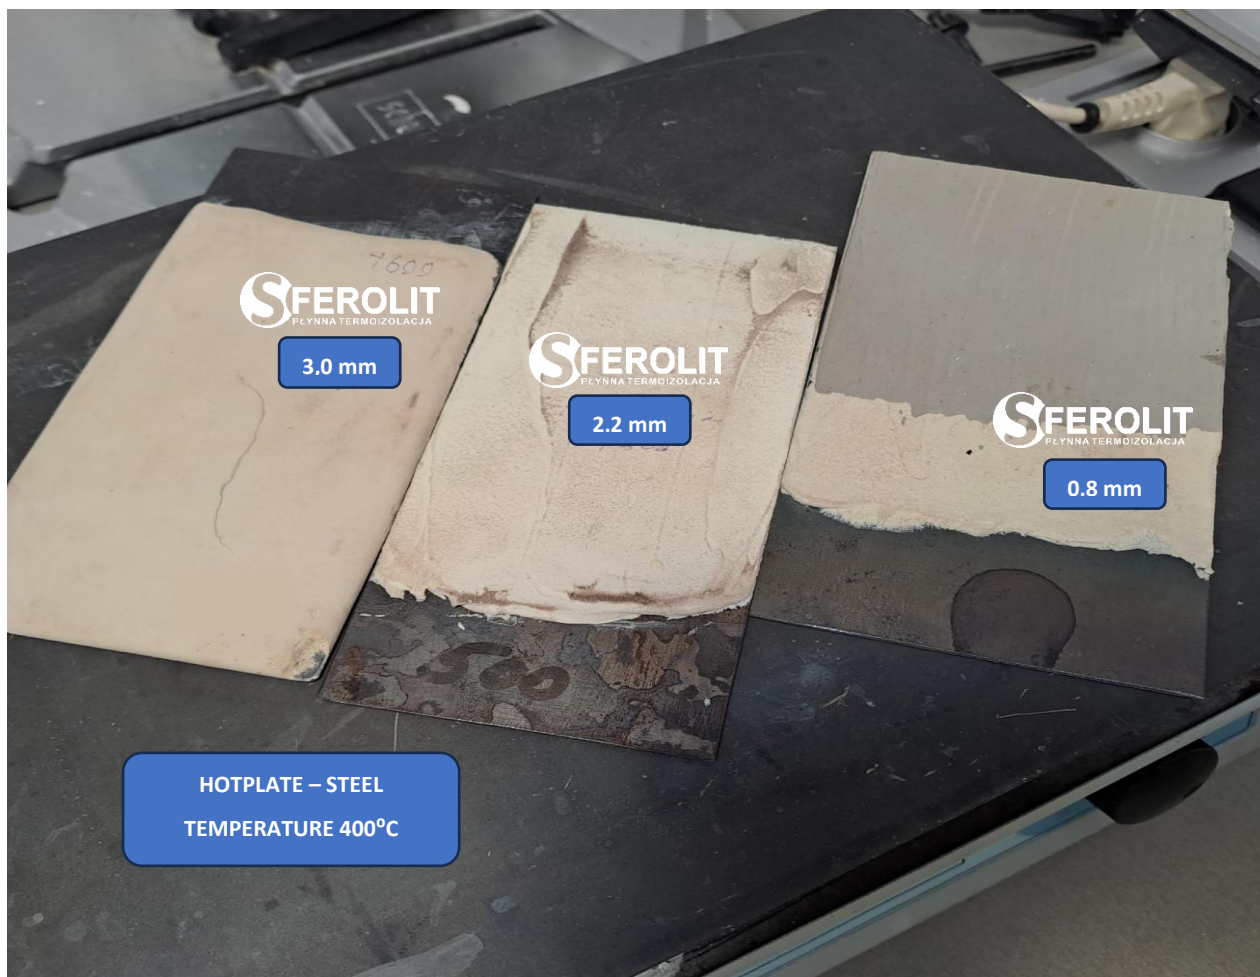 7600
SFEROLIT
PŁYNNA TERMOIZOLACJA
3,0 mm
SFEROLIT
PŁYNNA TERMOIZOLACJA
2.2 mm
SFEROLIT
PŁYNNA TERMOIZOLACJA
0.8 mm
500
HOTPLATE – STEEL
TEMPERATURE 400°C